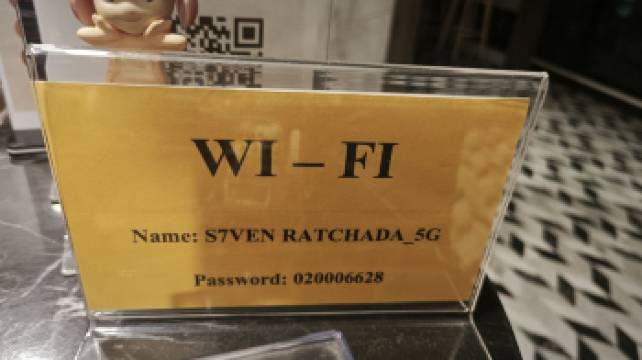 WI – FI
Name: S7VEN RATCHADA_5G
Password: 020006628